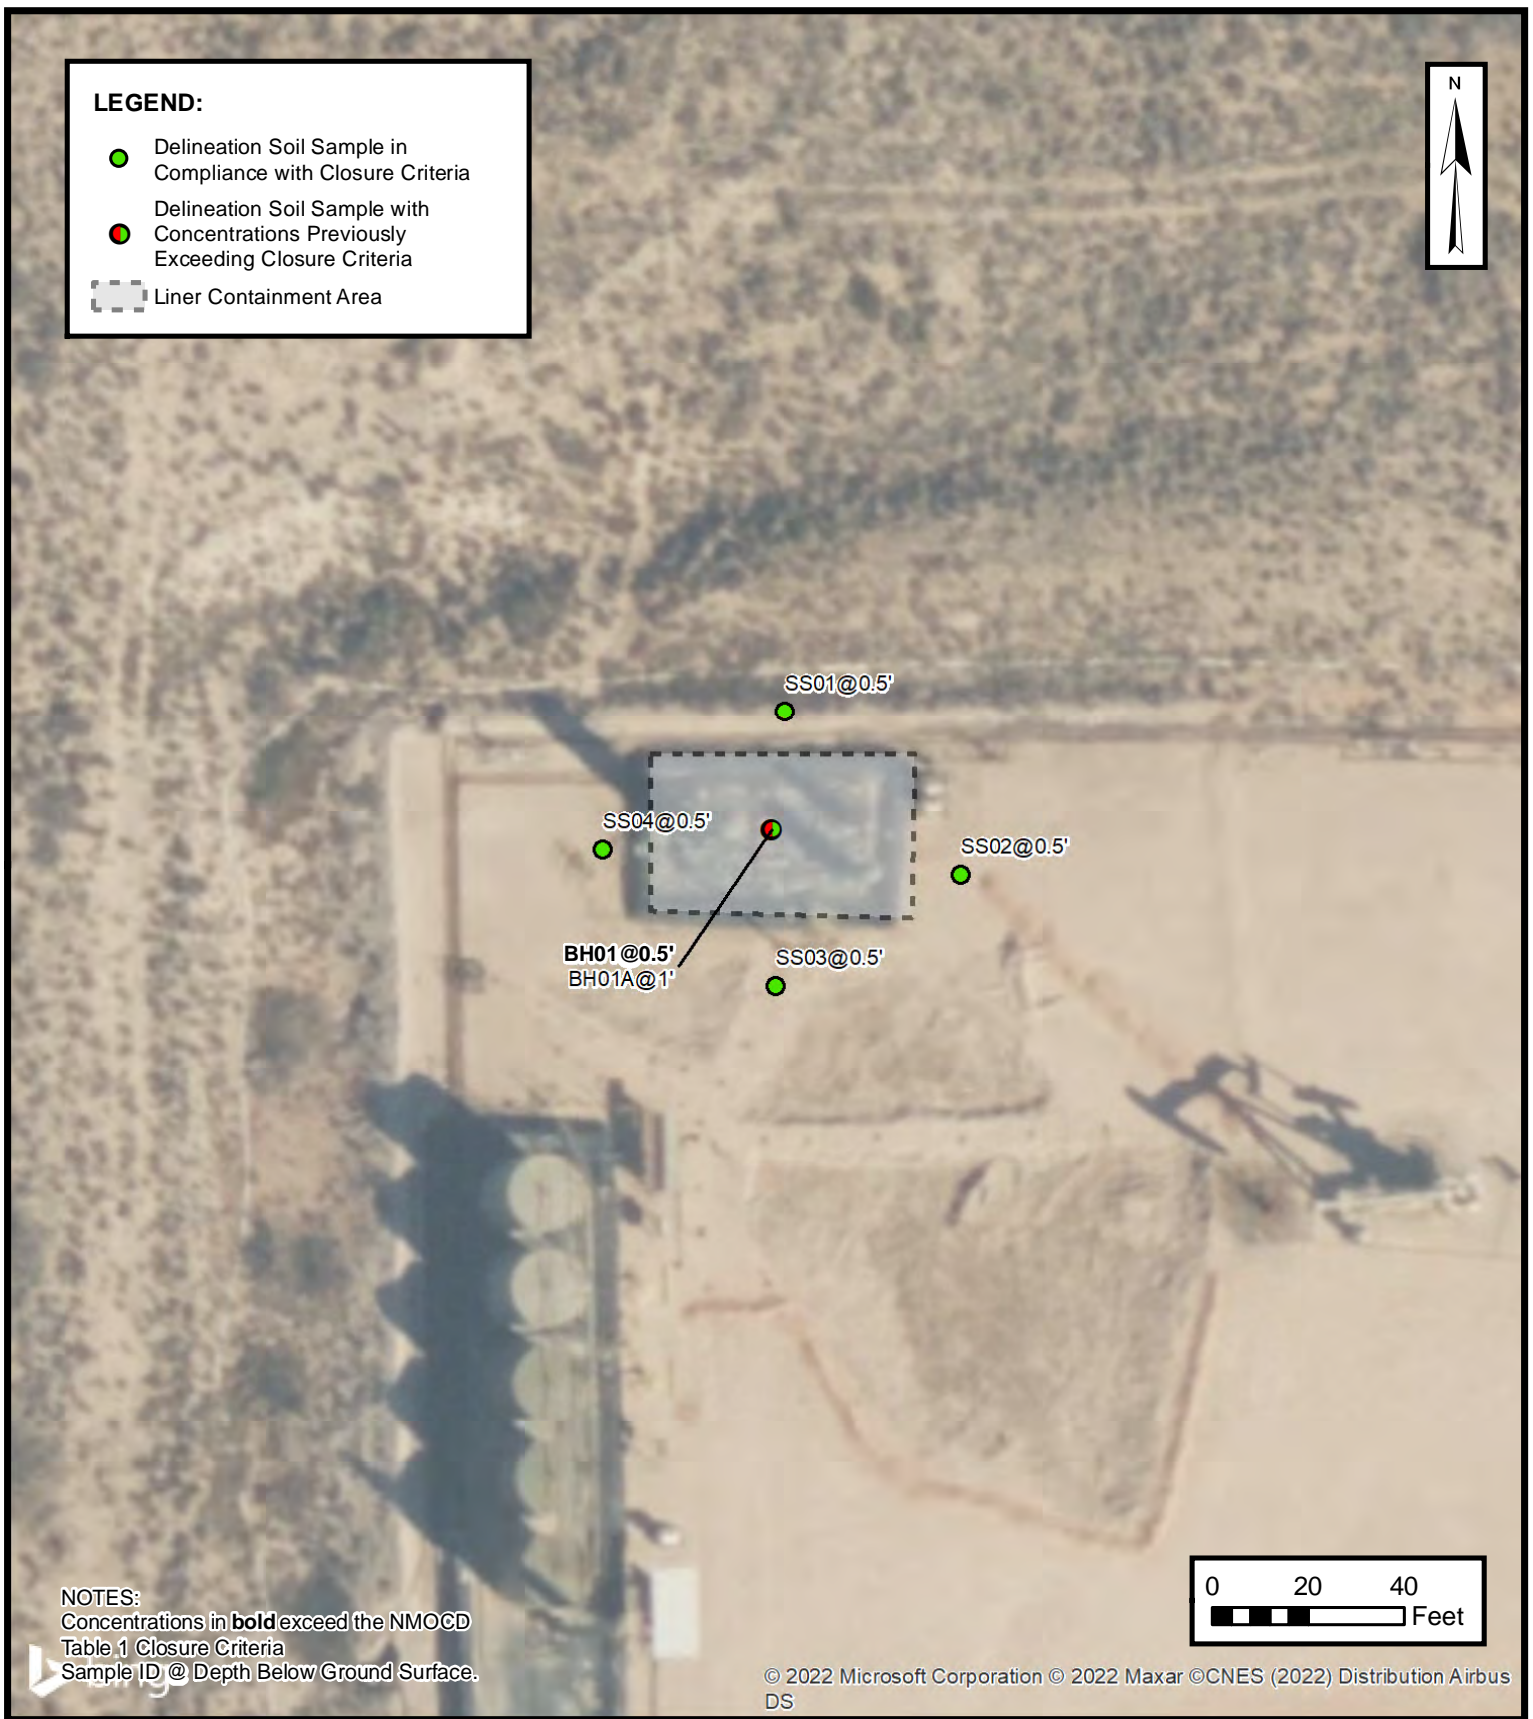 LEGEND:
Delineation Soil Sample in
Compliance with Closure Criteria
Delineation Soil Sample with
Concentrations Previously
Exceeding Closure Criteria
Liner Containment Area
N
SS01@0.5'
SS04@0.5'
SS02@0.5'
BH01@0.5'
BH01A@1'
SS03@0.5'
NOTES:
Concentrations in bold exceed the NMOCD
Table 1 Closure Criteria
Sample ID @ Depth Below Ground Surface.
bing
0 20 40
Feet
© 2022 Microsoft Corporation © 2022 Maxar ©CNES (2022) Distribution Airbus
DS